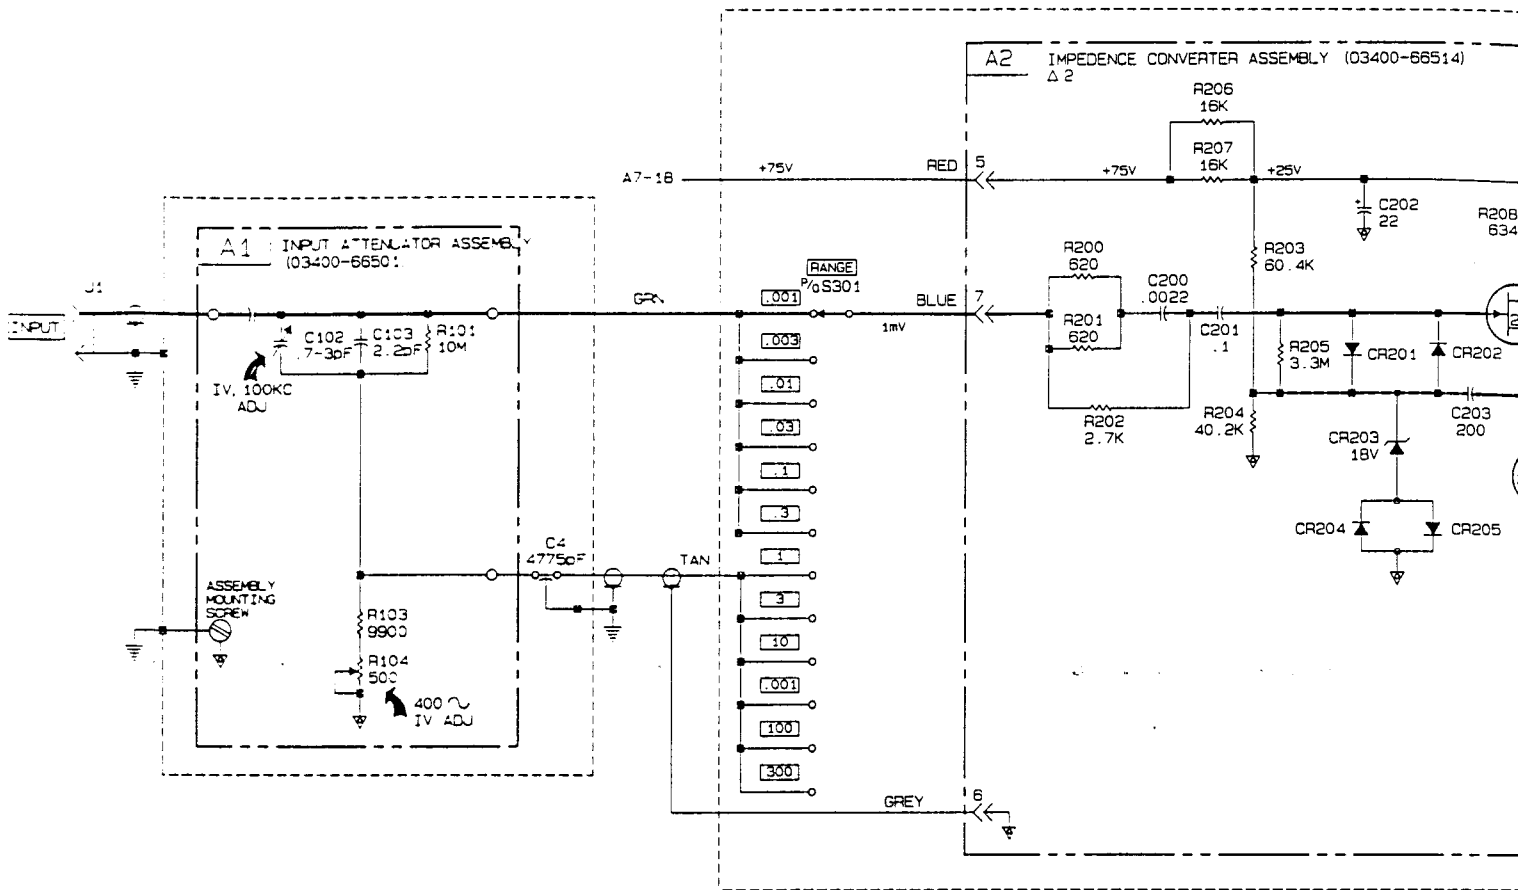 A2 IMPEDENCE CONVERTER ASSEMBLY (03400-66514)
△ 2
R206
16K
R207
16K
A7-18
+75V
RED
5
+75V
+25V
C202
22
R208
634
A1
INPUT ATTENUATOR ASSEMBLY
(03400-66501
J1
INPUT
C102
.7-3pF
C103
2.2pF
R101
10M
IV, 100KC
ADJ
GRN
RANGE
P/O S301
.001
.003
.01
.03
.1
.3
1
3
10
.001
100
300
1mV
BLUE
7
R200
620
R201
620
C200
.0022
R202
2.7K
C201
.1
R203
60.4K
R204
40.2K
R205
3.3M
CR201
CR202
C203
200
CR203
18V
CR204
CR205
2
C4
4775pF
TAN
ASSEMBLY
MOUNTING
SCREW
R103
9900
R104
500
400 ∿
IV ADJ
GREY
6